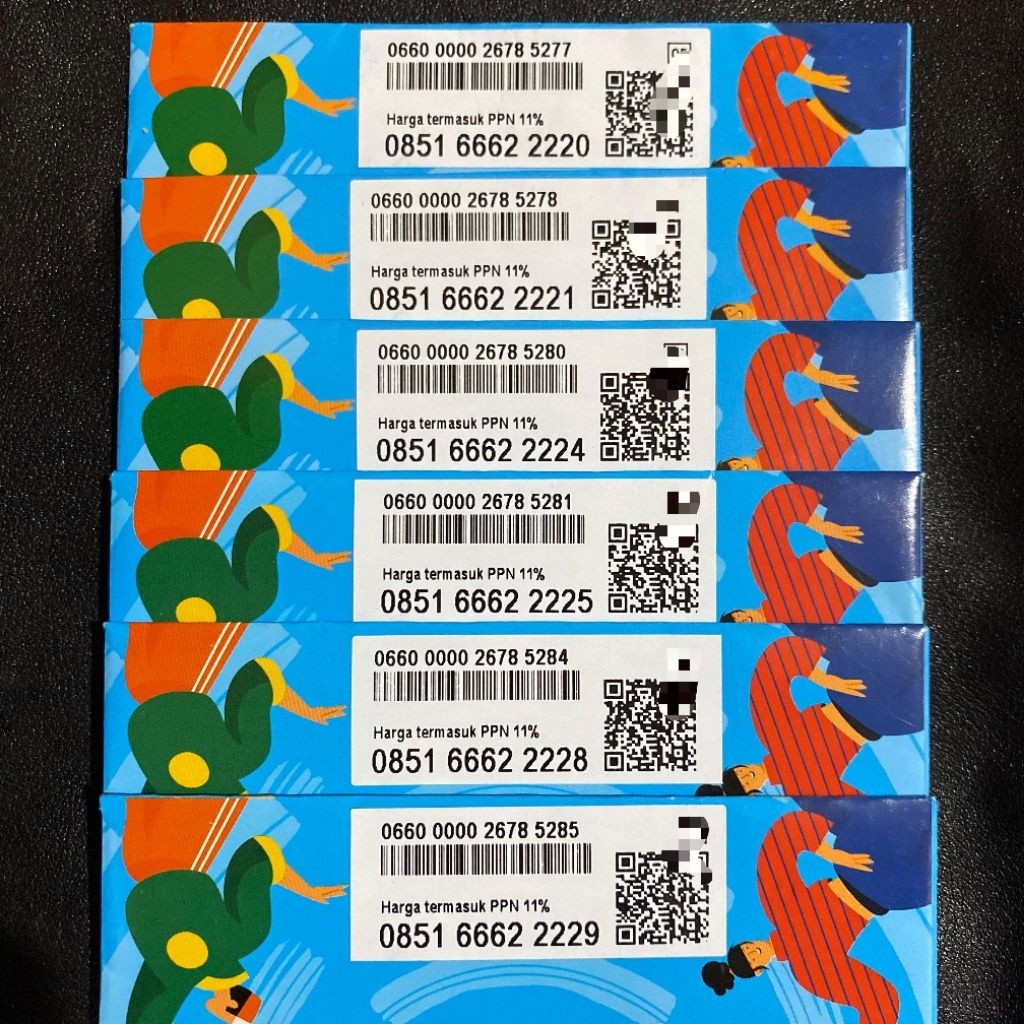 0660 0000 2678 5277
Harga termasuk PPN 11%
0851 6662 2220
0660 0000 2678 5278
Harga termasuk PPN 11%
0851 6662 2221
0660 0000 2678 5280
Harga termasuk PPN 11%
0851 6662 2224
0660 0000 2678 5281
Harga termasuk PPN 11%
0851 6662 2225
0660 0000 2678 5284
Harga termasuk PPN 11%
0851 6662 2228
0660 0000 2678 5285
Harga termasuk PPN 11%
0851 6662 2229